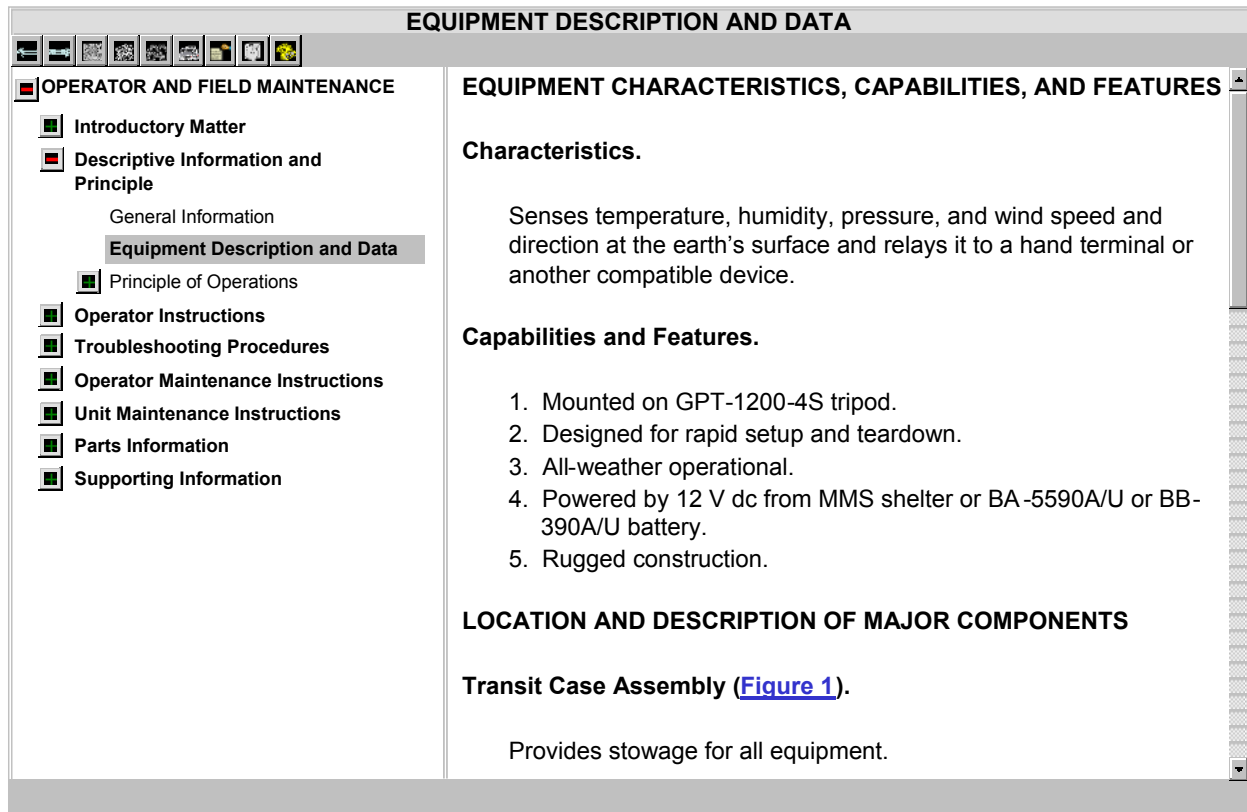 EQUIPMENT DESCRIPTION AND DATA
OPERATOR AND FIELD MAINTENANCE
Introductory Matter
Descriptive Information and
Principle
General Information
Equipment Description and Data
Principle of Operations
Operator Instructions
Troubleshooting Procedures
Operator Maintenance Instructions
Unit Maintenance Instructions
Parts Information
Supporting Information
EQUIPMENT CHARACTERISTICS, CAPABILITIES, AND FEATURES
Characteristics.
Senses temperature, humidity, pressure, and wind speed and
direction at the earth's surface and relays it to a hand terminal or
another compatible device.
Capabilities and Features.
1. Mounted on GPT-1200-4S tripod.
2. Designed for rapid setup and teardown.
3. All-weather operational.
4. Powered by 12 V dc from MMS shelter or BA-5590A/U or BB-
390A/U battery.
5. Rugged construction.
LOCATION AND DESCRIPTION OF MAJOR COMPONENTS
Transit Case Assembly (Figure 1).
Provides stowage for all equipment.